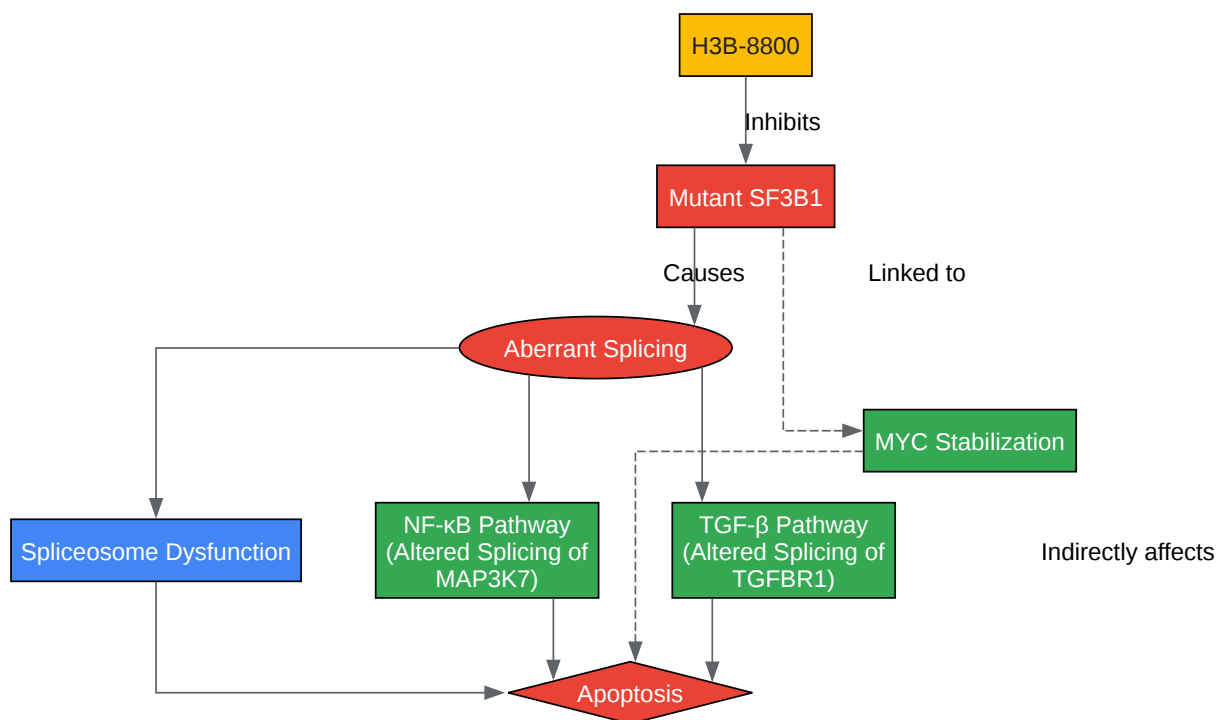 H3B-8800
Inhibits
Mutant SF3B1
Causes
Linked to
Aberrant Splicing
MYC Stabilization
Spliceosome Dysfunction
NF-κB Pathway
(Altered Splicing of
MAP3K7)
TGF-β Pathway
(Altered Splicing of
TGFBR1)
Indirectly affects
Apoptosis